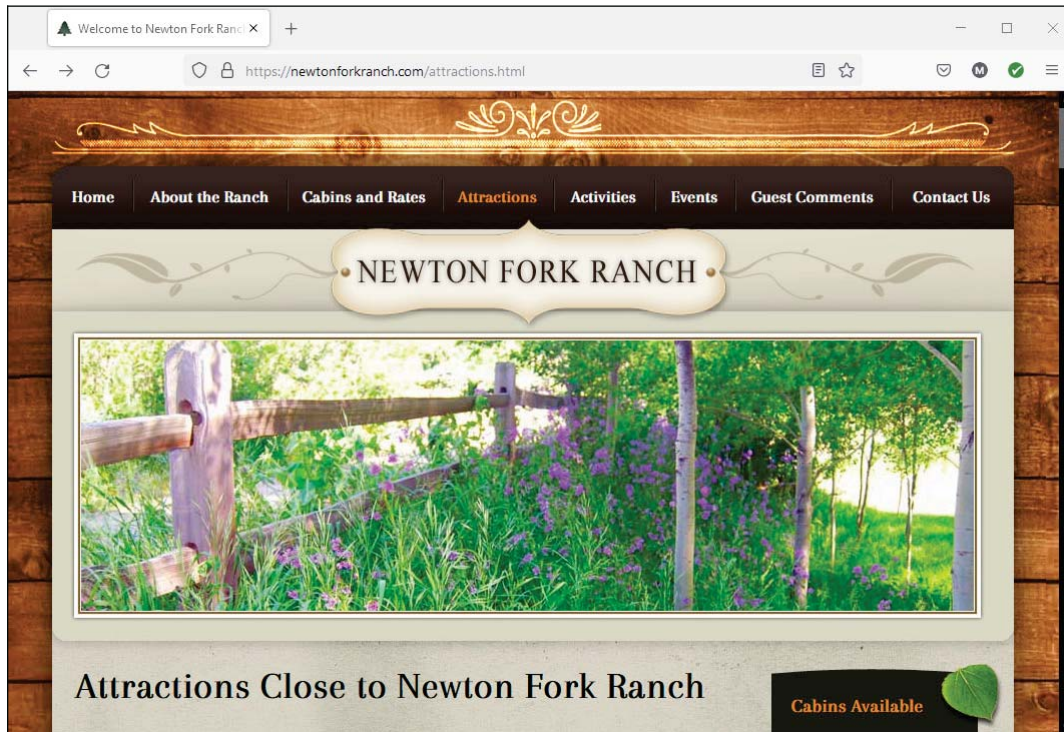 Welcome to Newton Fork Ranc
https://newtonforkranch.com/attractions.html
M
Home About the Ranch Cabins and Rates Attractions Activities Events Guest Comments Contact Us
NEWTON FORK RANCH
Attractions Close to Newton Fork Ranch
Cabins Available